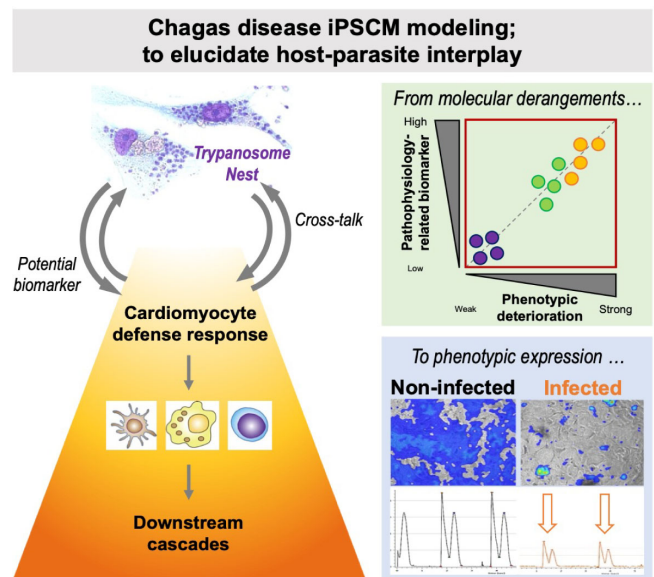 Chagas disease iPSCM modeling;
to elucidate host-parasite interplay
Trypanosome
Nest
Cross-talk
Potential
biomarker
Cardiomyocyte
defense response
Downstream
cascades
From molecular derangements…
High
Pathophysiology-
related biomarker
Low
Weak
Phenotypic
deterioration
Strong
To phenotypic expression …
Non-infected
Infected